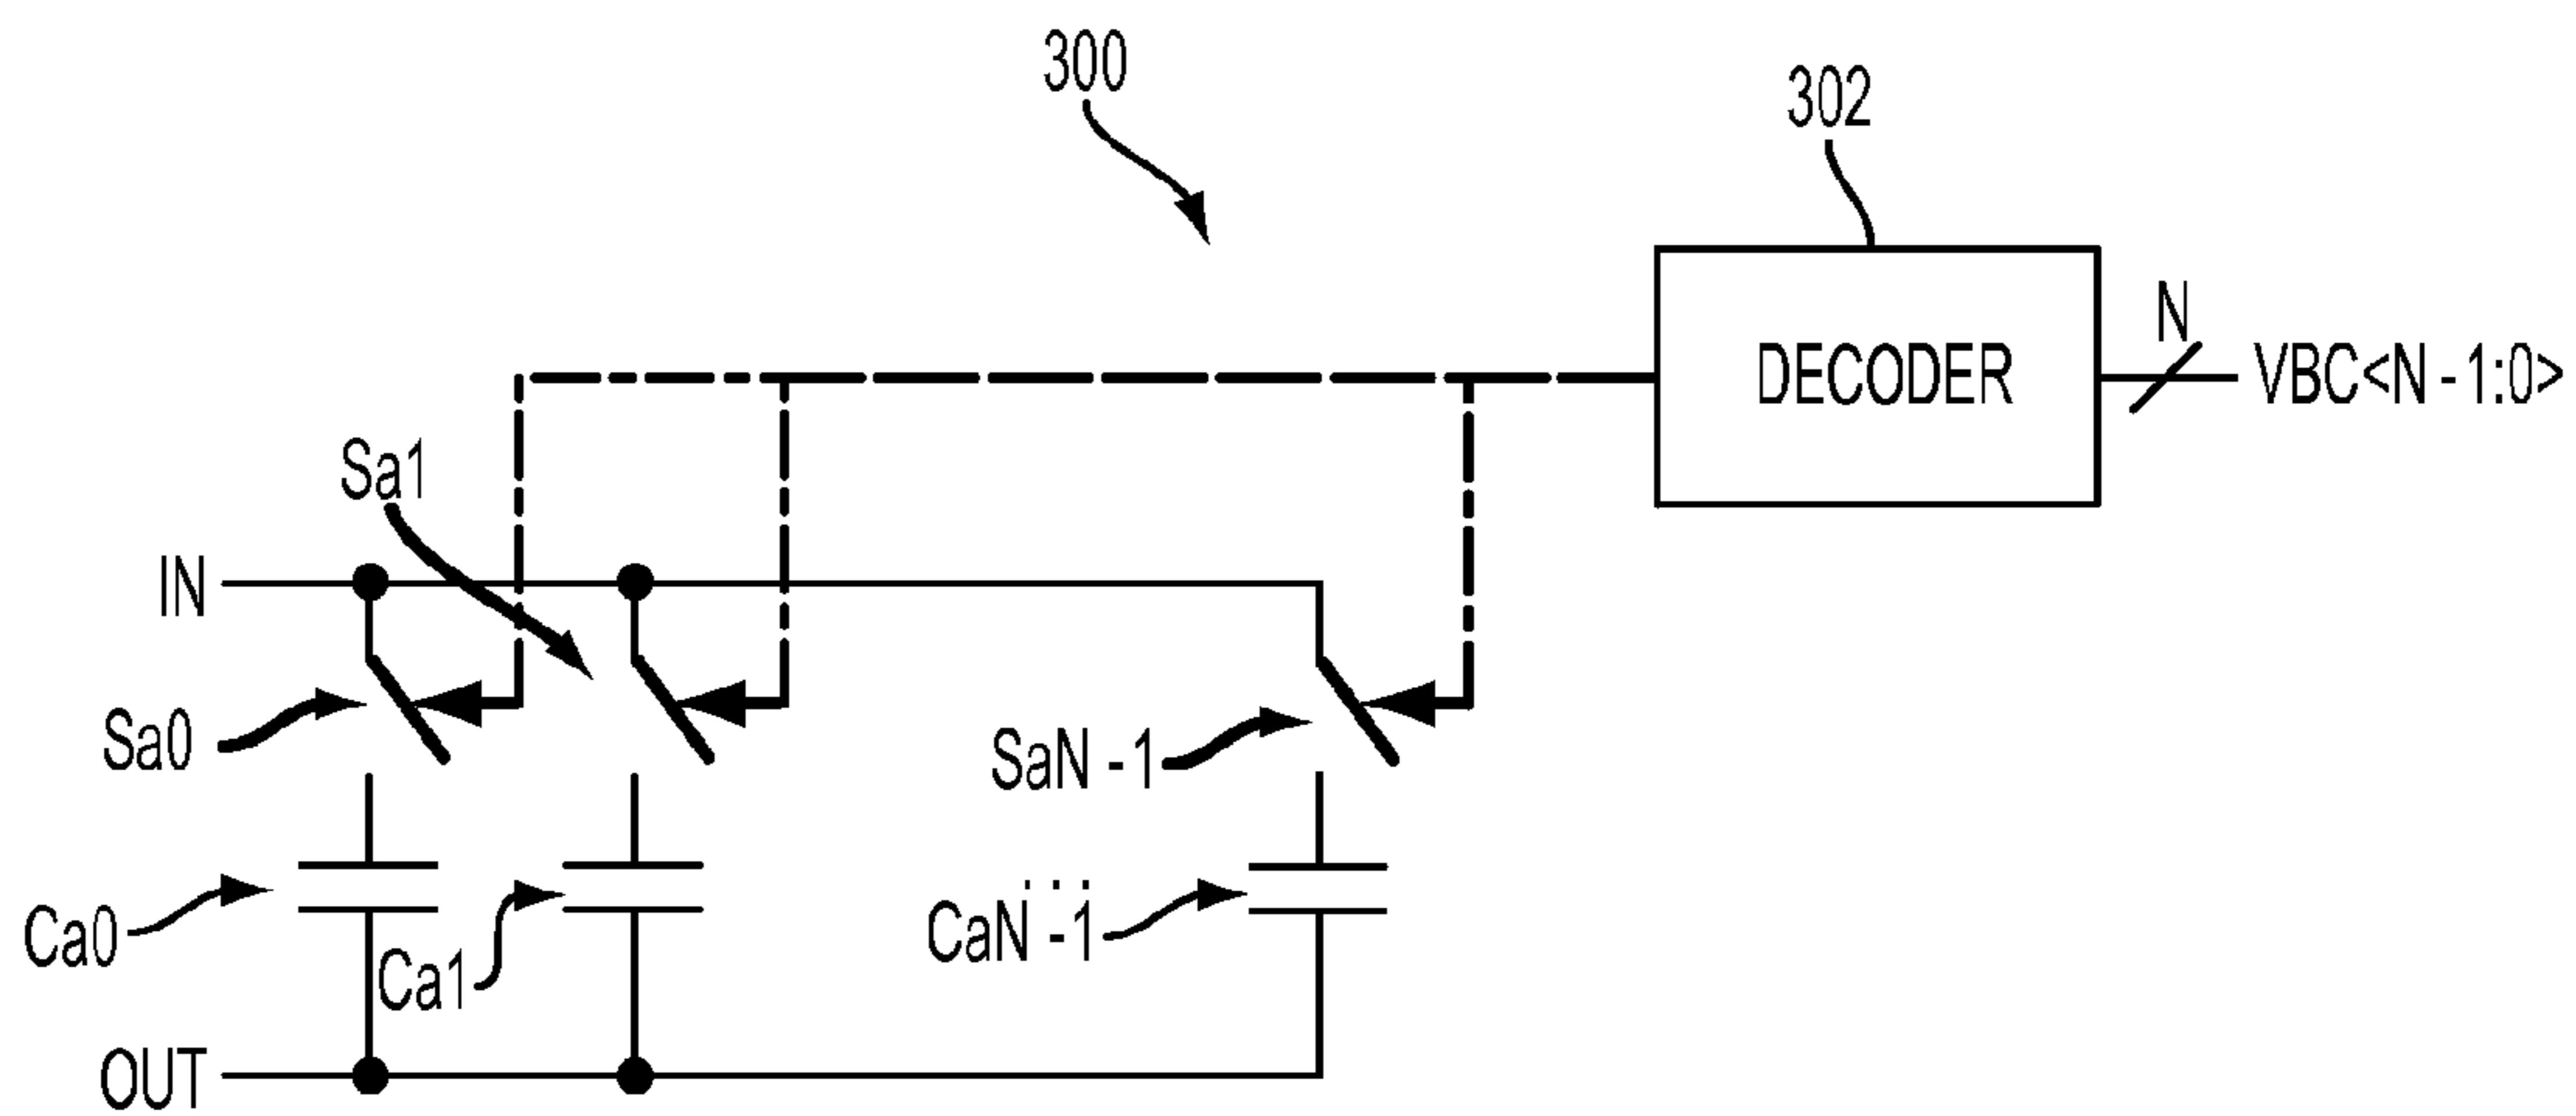 300
302
DECODER
N
VBC<N-1:0>
Sa1
IN
Sa0
SaN-1
...
Ca0
Ca1
CaN-1
OUT